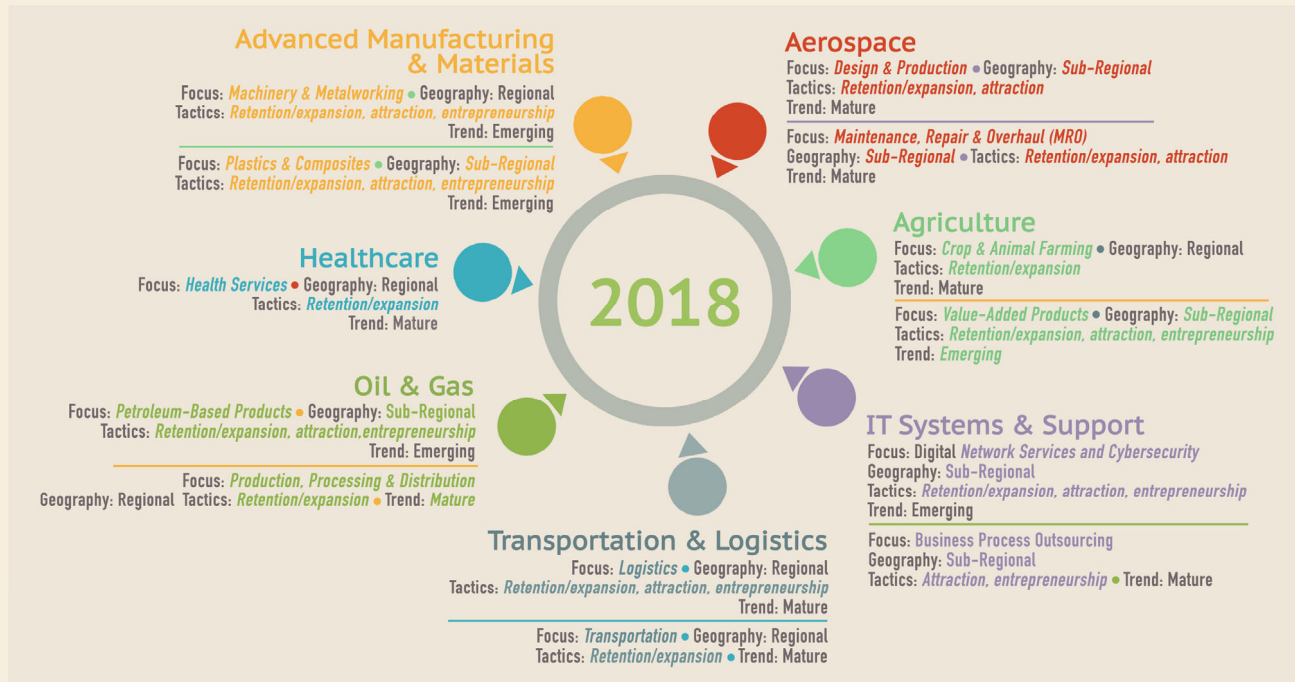 Advanced Manufacturing
& Materials
Focus: Machinery & Metalworking • Geography: Regional
Tactics: Retention/expansion, attraction, entrepreneurship
Trend: Emerging
Focus: Plastics & Composites • Geography: Sub-Regional
Tactics: Retention/expansion, attraction, entrepreneurship
Trend: Emerging
Aerospace
Focus: Design & Production • Geography: Sub-Regional
Tactics: Retention/expansion, attraction
Trend: Mature
Focus: Maintenance, Repair & Overhaul (MRO)
Geography: Sub-Regional • Tactics: Retention/expansion, attraction
Trend: Mature
Healthcare
Focus: Health Services • Geography: Regional
Tactics: Retention/expansion
Trend: Mature
2018
Agriculture
Focus: Crop & Animal Farming • Geography: Regional
Tactics: Retention/expansion
Trend: Mature
Focus: Value-Added Products • Geography: Sub-Regional
Tactics: Retention/expansion, attraction, entrepreneurship
Trend: Emerging
Oil & Gas
Focus: Petroleum-Based Products • Geography: Sub-Regional
Tactics: Retention/expansion, attraction,entrepreneurship
Trend: Emerging
Focus: Production, Processing & Distribution
Geography: Regional Tactics: Retention/expansion • Trend: Mature
IT Systems & Support
Focus: Digital Network Services and Cybersecurity
Geography: Sub-Regional
Tactics: Retention/expansion, attraction, entrepreneurship
Trend: Emerging
Focus: Business Process Outsourcing
Geography: Sub-Regional
Tactics: Attraction, entrepreneurship • Trend: Mature
Transportation & Logistics
Focus: Logistics • Geography: Regional
Tactics: Retention/expansion, attraction, entrepreneurship
Trend: Mature
Focus: Transportation • Geography: Regional
Tactics: Retention/expansion • Trend: Mature